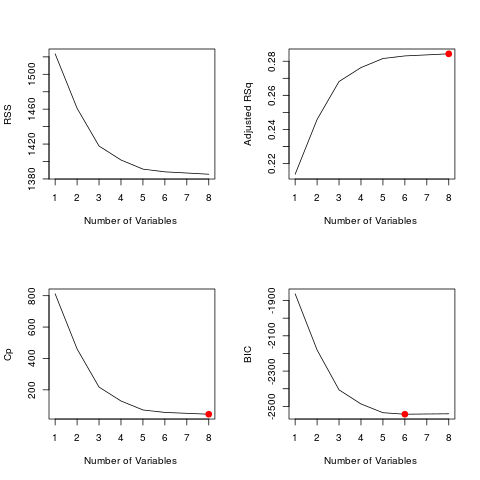 RSS
1380 1420 1460 1500
1 2 3 4 5 6 7 8
Number of Variables
Adjusted RSq
0.22 0.24 0.26 0.28
1 2 3 4 5 6 7 8
Number of Variables
Cp
200 400 600 800
1 2 3 4 5 6 7 8
Number of Variables
BIC
-2500 -2300 -2100 -1900
1 2 3 4 5 6 7 8
Number of Variables